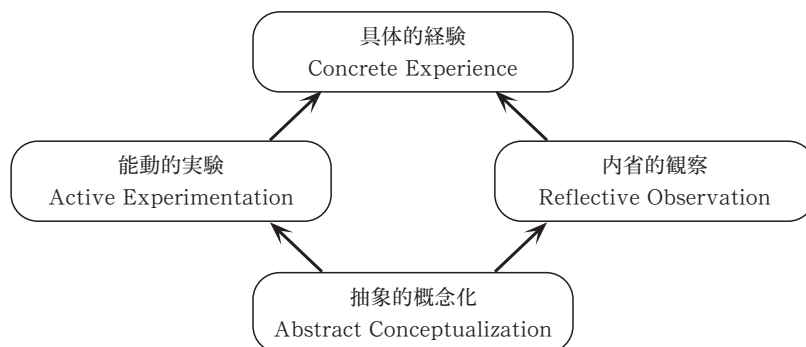 具体的経験
Concrete Experience
能動的実験
Active Experimentation
内省的観察
Reflective Observation
抽象的概念化
Abstract Conceptualization